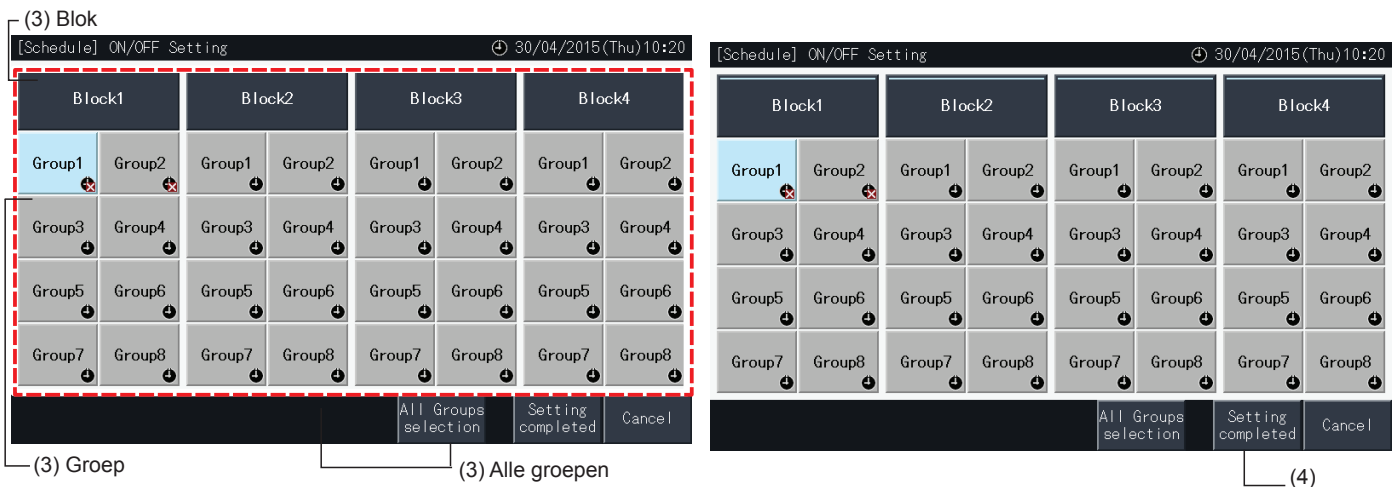 (3) Blok
[Schedule] ON/OFF Setting 30/04/2015(Thu)10:20
Block1 Block2 Block3 Block4
Group1 Group2 Group1 Group2 Group1 Group2 Group1 Group2
Group3 Group4 Group3 Group4 Group3 Group4 Group3 Group4
Group5 Group6 Group5 Group6 Group5 Group6 Group5 Group6
Group7 Group8 Group7 Group8 Group7 Group8 Group7 Group8
All Groups selection Setting completed Cancel
(3) Groep
(3) Alle groepen
[Schedule] ON/OFF Setting 30/04/2015(Thu)10:20
Block1 Block2 Block3 Block4
Group1 Group2 Group1 Group2 Group1 Group2 Group1 Group2
Group3 Group4 Group3 Group4 Group3 Group4 Group3 Group4
Group5 Group6 Group5 Group6 Group5 Group6 Group5 Group6
Group7 Group8 Group7 Group8 Group7 Group8 Group7 Group8
All Groups selection Setting completed Cancel
(4)